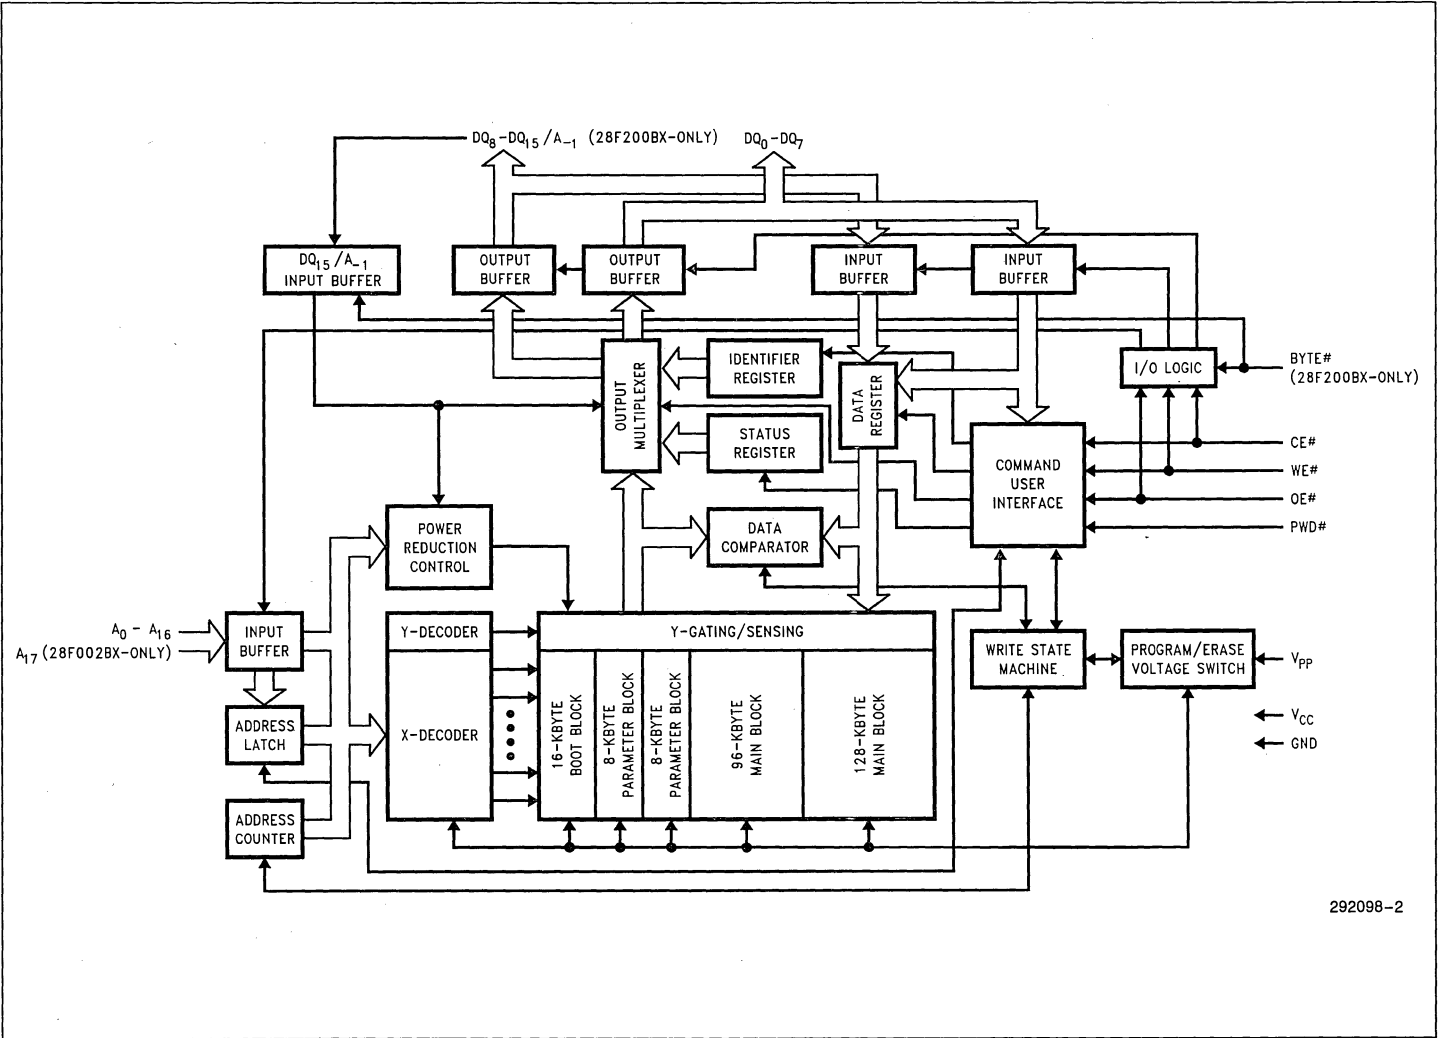 DQ8-DQ15/A-1 (28F200BX-ONLY)
DQ0-DQ7
DQ15/A-1
INPUT BUFFER
OUTPUT
BUFFER
OUTPUT
BUFFER
INPUT
BUFFER
INPUT
BUFFER
OUTPUT
MULTIPLEXER
IDENTIFIER
REGISTER
DATA
REGISTER
I/O LOGIC
BYTE#
(28F200BX-ONLY)
STATUS
REGISTER
COMMAND
USER
INTERFACE
CE#
WE#
OE#
PWD#
POWER
REDUCTION
CONTROL
DATA
COMPARATOR
A0 - A16
A17 (28F002BX-ONLY)
INPUT
BUFFER
Y-DECODER
Y-GATING/SENSING
WRITE STATE
MACHINE
PROGRAM/ERASE
VOLTAGE SWITCH
VPP
ADDRESS
LATCH
X-DECODER
16-KBYTE
BOOT BLOCK
8-KBYTE
PARAMETER BLOCK
8-KBYTE
PARAMETER BLOCK
96-KBYTE
MAIN BLOCK
128-KBYTE
MAIN BLOCK
VCC
GND
ADDRESS
COUNTER
292098-2